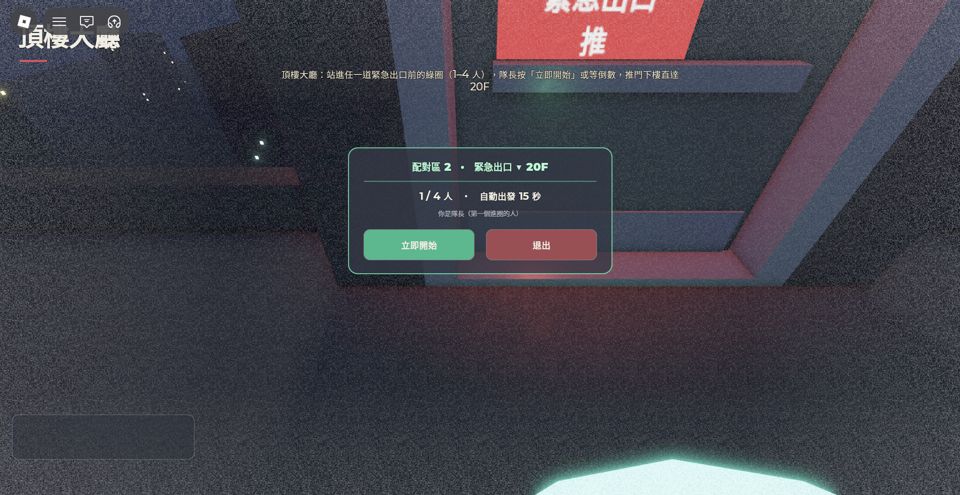 頂樓大廳
緊急出口
推
頂樓大廳：站進任一道緊急出口前的綠圈（1–4 人），隊長按「立即開始」或等倒數，推門下樓直達
20F
配對區 2 • 緊急出口 ▼ 20F
1 / 4 人 • 自動出發 15 秒
你是隊長（第一個進圈的人）
立即開始
退出